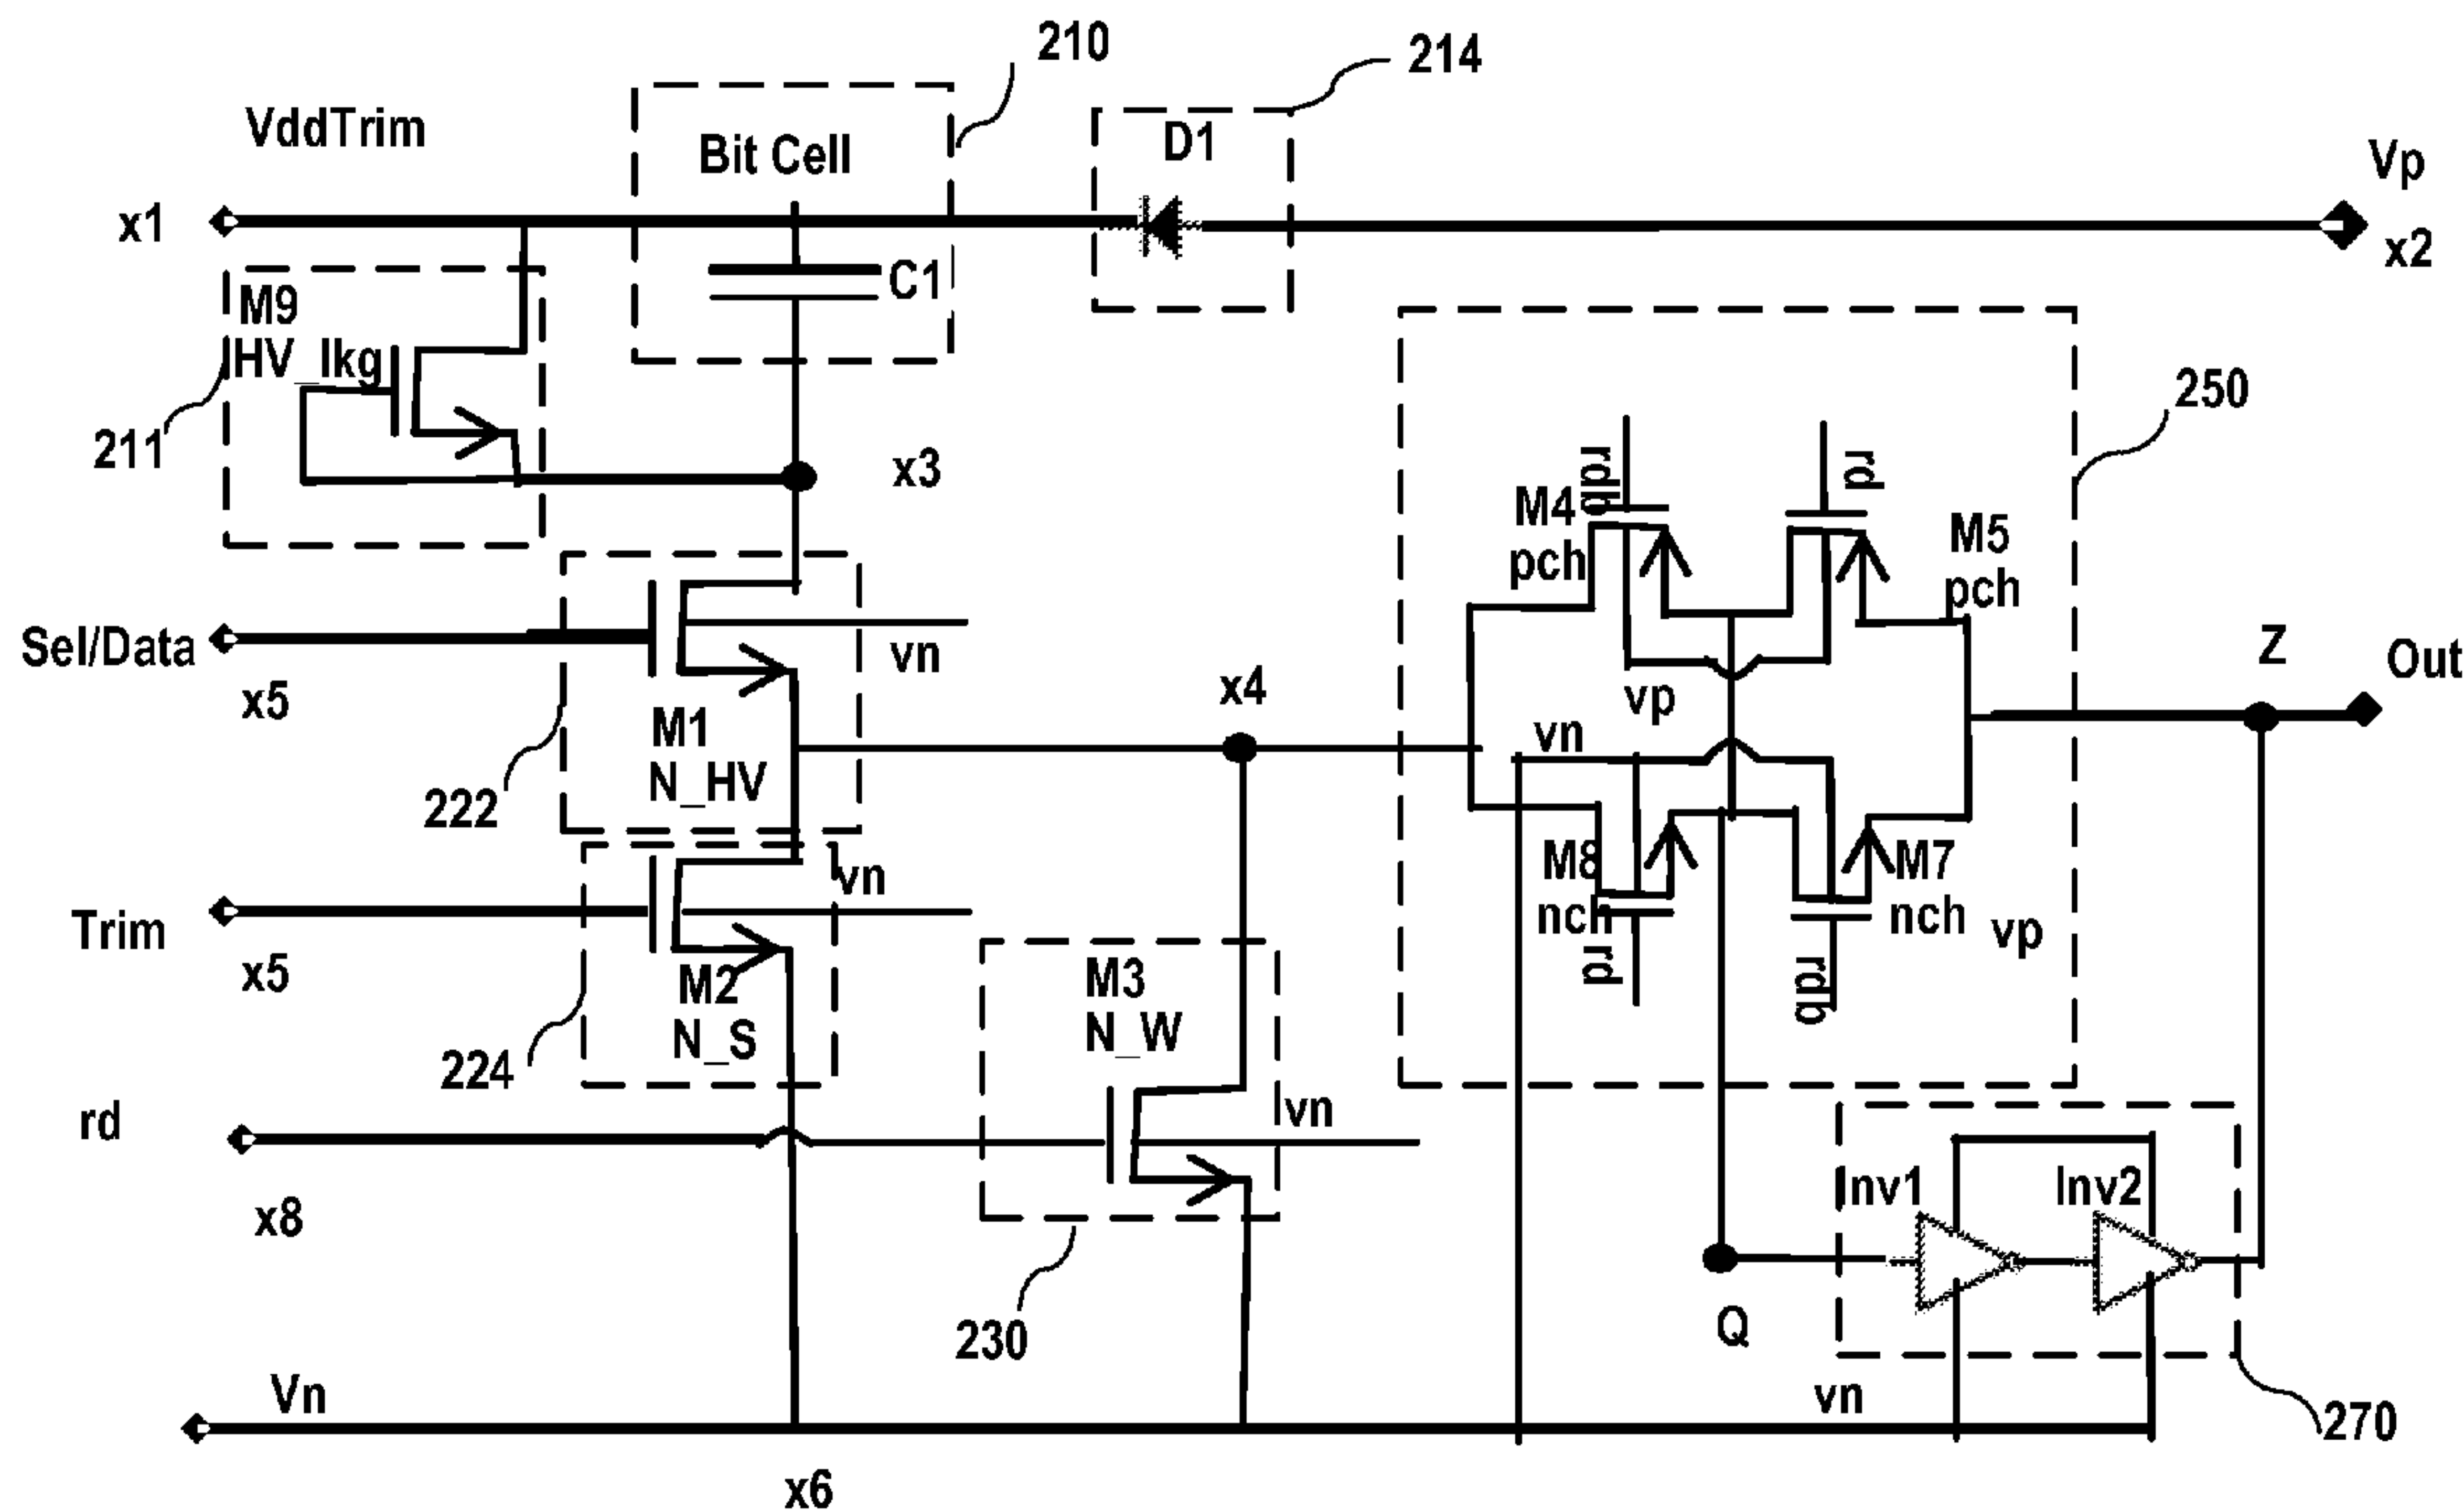 210
214
VddTrim
D1
Bit Cell
Vp
x1
x2
C1
M9
HV_lkg
250
211
x3
rdb
rd
M4
pch
M5
pch
Sel/Data
vn
Z
Out
x5
x4
vp
M1
N_HV
vn
222
M8
nch
M7
nch
vn
Trim
vp
x5
M2
N_S
M3
N_W
rd
rdb
224
rd
vn
Inv1
Inv2
x8
230
Q
Vn
vn
270
x6